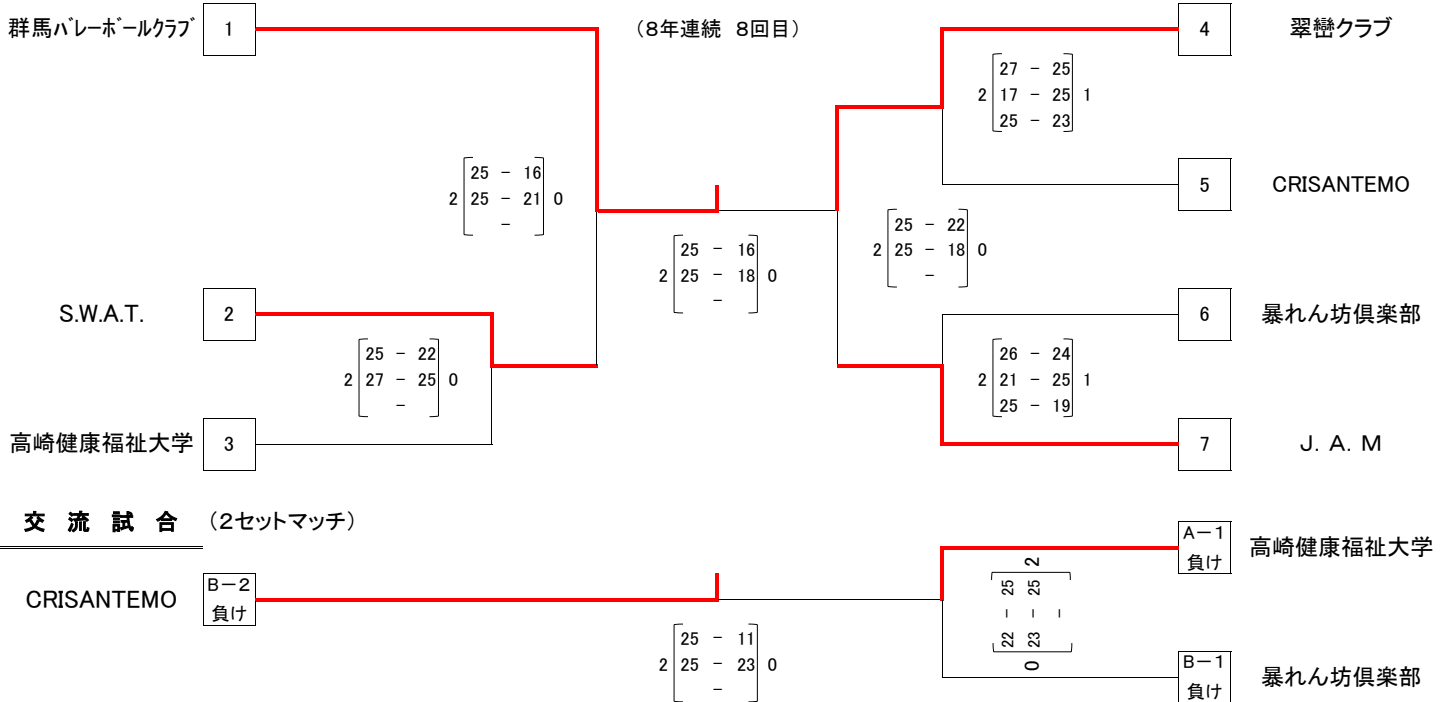 群馬バレーボールクラブ 1 (8年連続 8回目) 4 翠巒クラブ
27 - 25
2 17 - 25 1
25 - 23
25 - 16
2 25 - 21 0
-
5 CRISANTEMO
25 - 22
2 25 - 18 0
-
25 - 16
2 25 - 18 0
-
S.W.A.T. 2 6 暴れん坊倶楽部
25 - 22
2 27 - 25 0
-
26 - 24
2 21 - 25 1
25 - 19
高崎健康福祉大学 3 7 J. A. M
交 流 試 合 (2セットマッチ)
A-1
負け
高崎健康福祉大学
CRISANTEMO
B-2
負け
2
22 - 25
23 - 25
-
0
25 - 11
2 25 - 23 0
-
B-1
負け
暴れん坊倶楽部